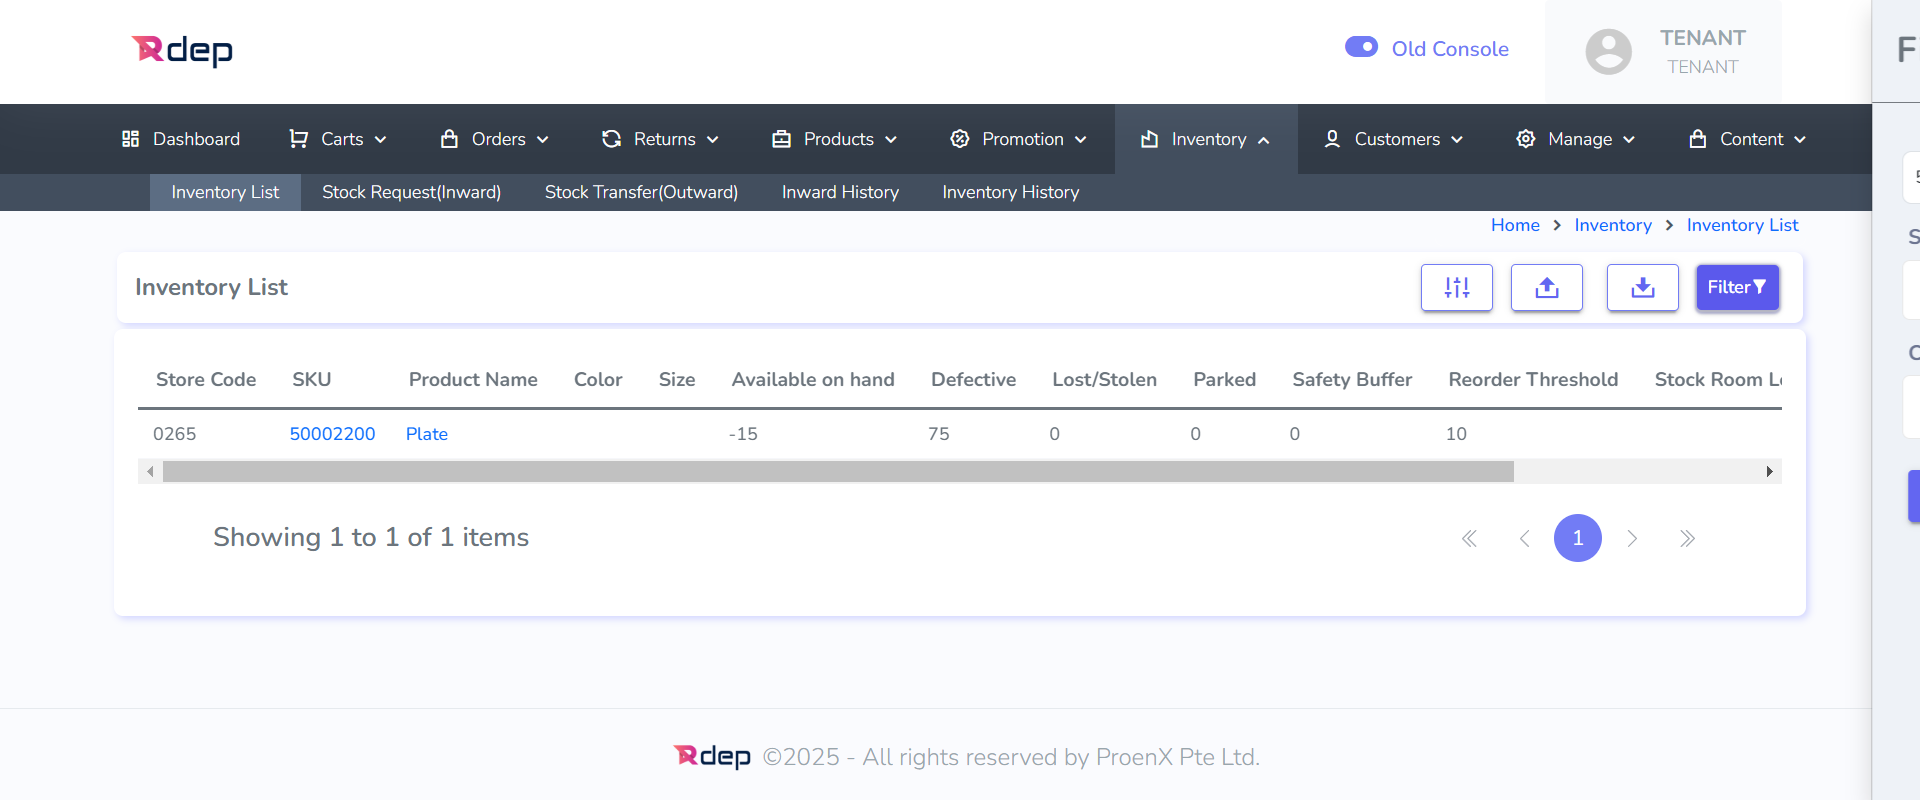 Rdep
Old Console
TENANT
TENANT
F
Dashboard Carts Orders Returns Products Promotion Inventory Customers Manage Content
Inventory List Stock Request(Inward) Stock Transfer(Outward) Inward History Inventory History
Home > Inventory > Inventory List
Inventory List
Filter
Store Code SKU Product Name Color Size Available on hand Defective Lost/Stolen Parked Safety Buffer Reorder Threshold Stock Room
0265 50002200 Plate -15 75 0 0 0 10
Showing 1 to 1 of 1 items
1
Rdep ©2025 - All rights reserved by ProenX Pte Ltd.